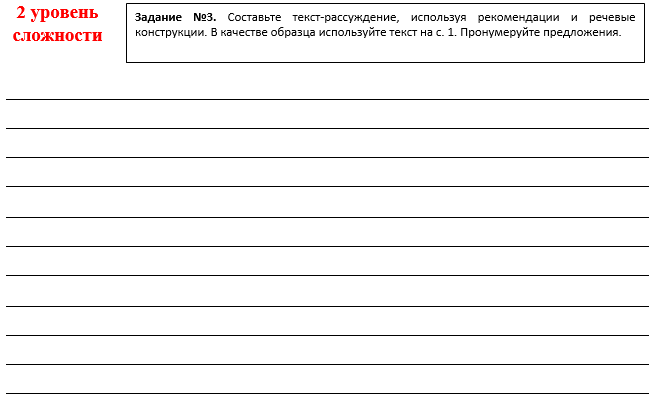 2 уровень
сложности
Задание №3. Составьте текст-рассуждение, используя рекомендации и речевые
конструкции. В качестве образца используйте текст на с. 1. Пронумеруйте предложения.